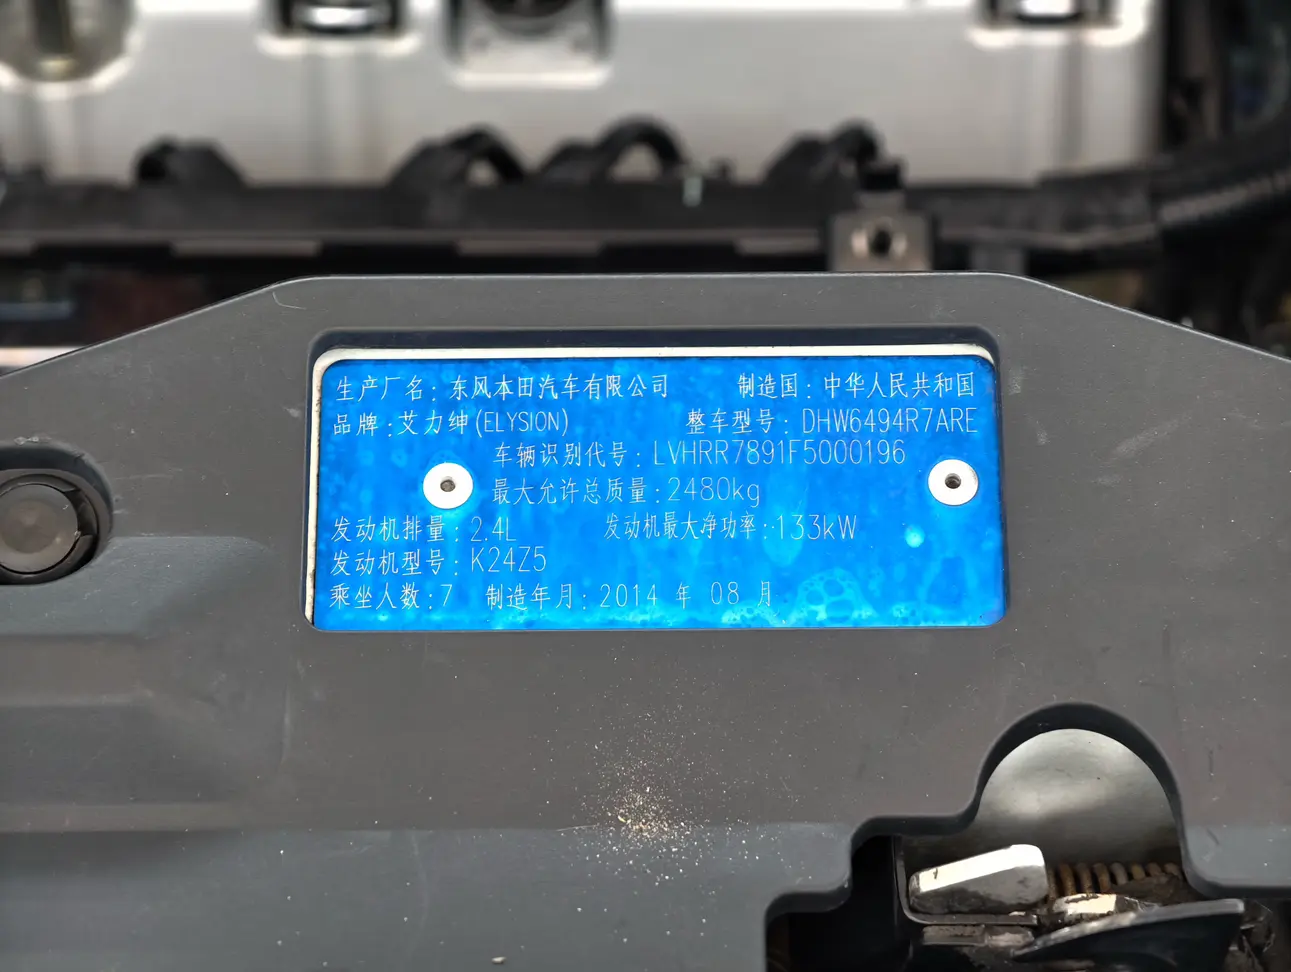 生产厂名：东风本田汽车有限公司 制造国：中华人民共和国
品牌：艾力绅(ELYSION) 整车型号：DHW6494R7ARE
车辆识别代号：LVHRR7891F5000196
最大允许总质量：2480kg
发动机排量：2.4L 发动机最大净功率：133kW
发动机型号：K24Z5
乘坐人数：7 制造年月：2014 年 08 月